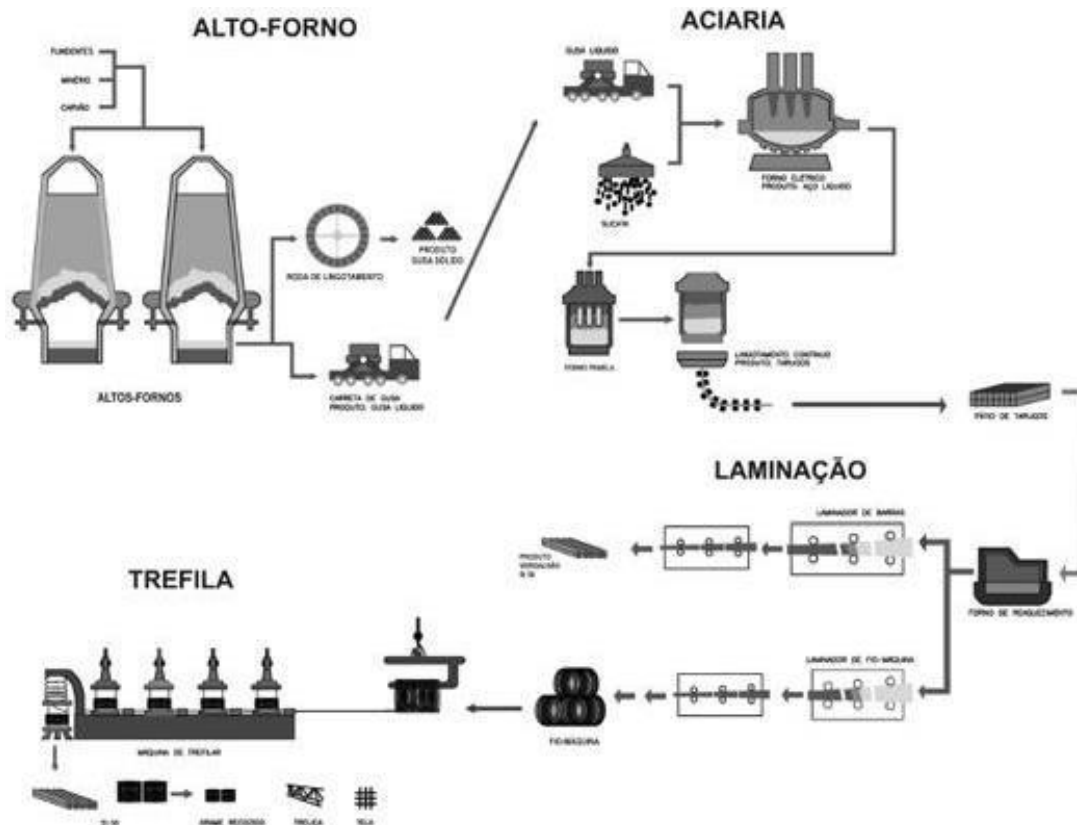 ALTO-FORNO
FUNDENTES
MINÉRIO
CARVÃO
RODA DE LINGOTAMENTO
PRODUTO
GUSA SÓLIDO
CARRETA DE GUSA
PRODUTO, GUSA LÍQUIDO
ALTOS-FORNOS
ACIARIA
GUSA LÍQUIDO
SUCATA
FORNO ELÉTRICO
PRODUTO: AÇO LÍQUIDO
FORNO PANELA
LINGOTAMENTO CONTÍNUO
PRODUTO, TARUGOS
PÁTIO DE TARUGOS
LAMINAÇÃO
LAMINADOR DE BARRAS
PRODUTO
VERGALHÃO
FORNO DE REAQUECIMENTO
LAMINADOR DE FIO-MÁQUINA
FIO-MÁQUINA
TREFILA
MÁQUINA DE TREFILAR
ARAME RECOZIDO
TRELIÇA
TELA